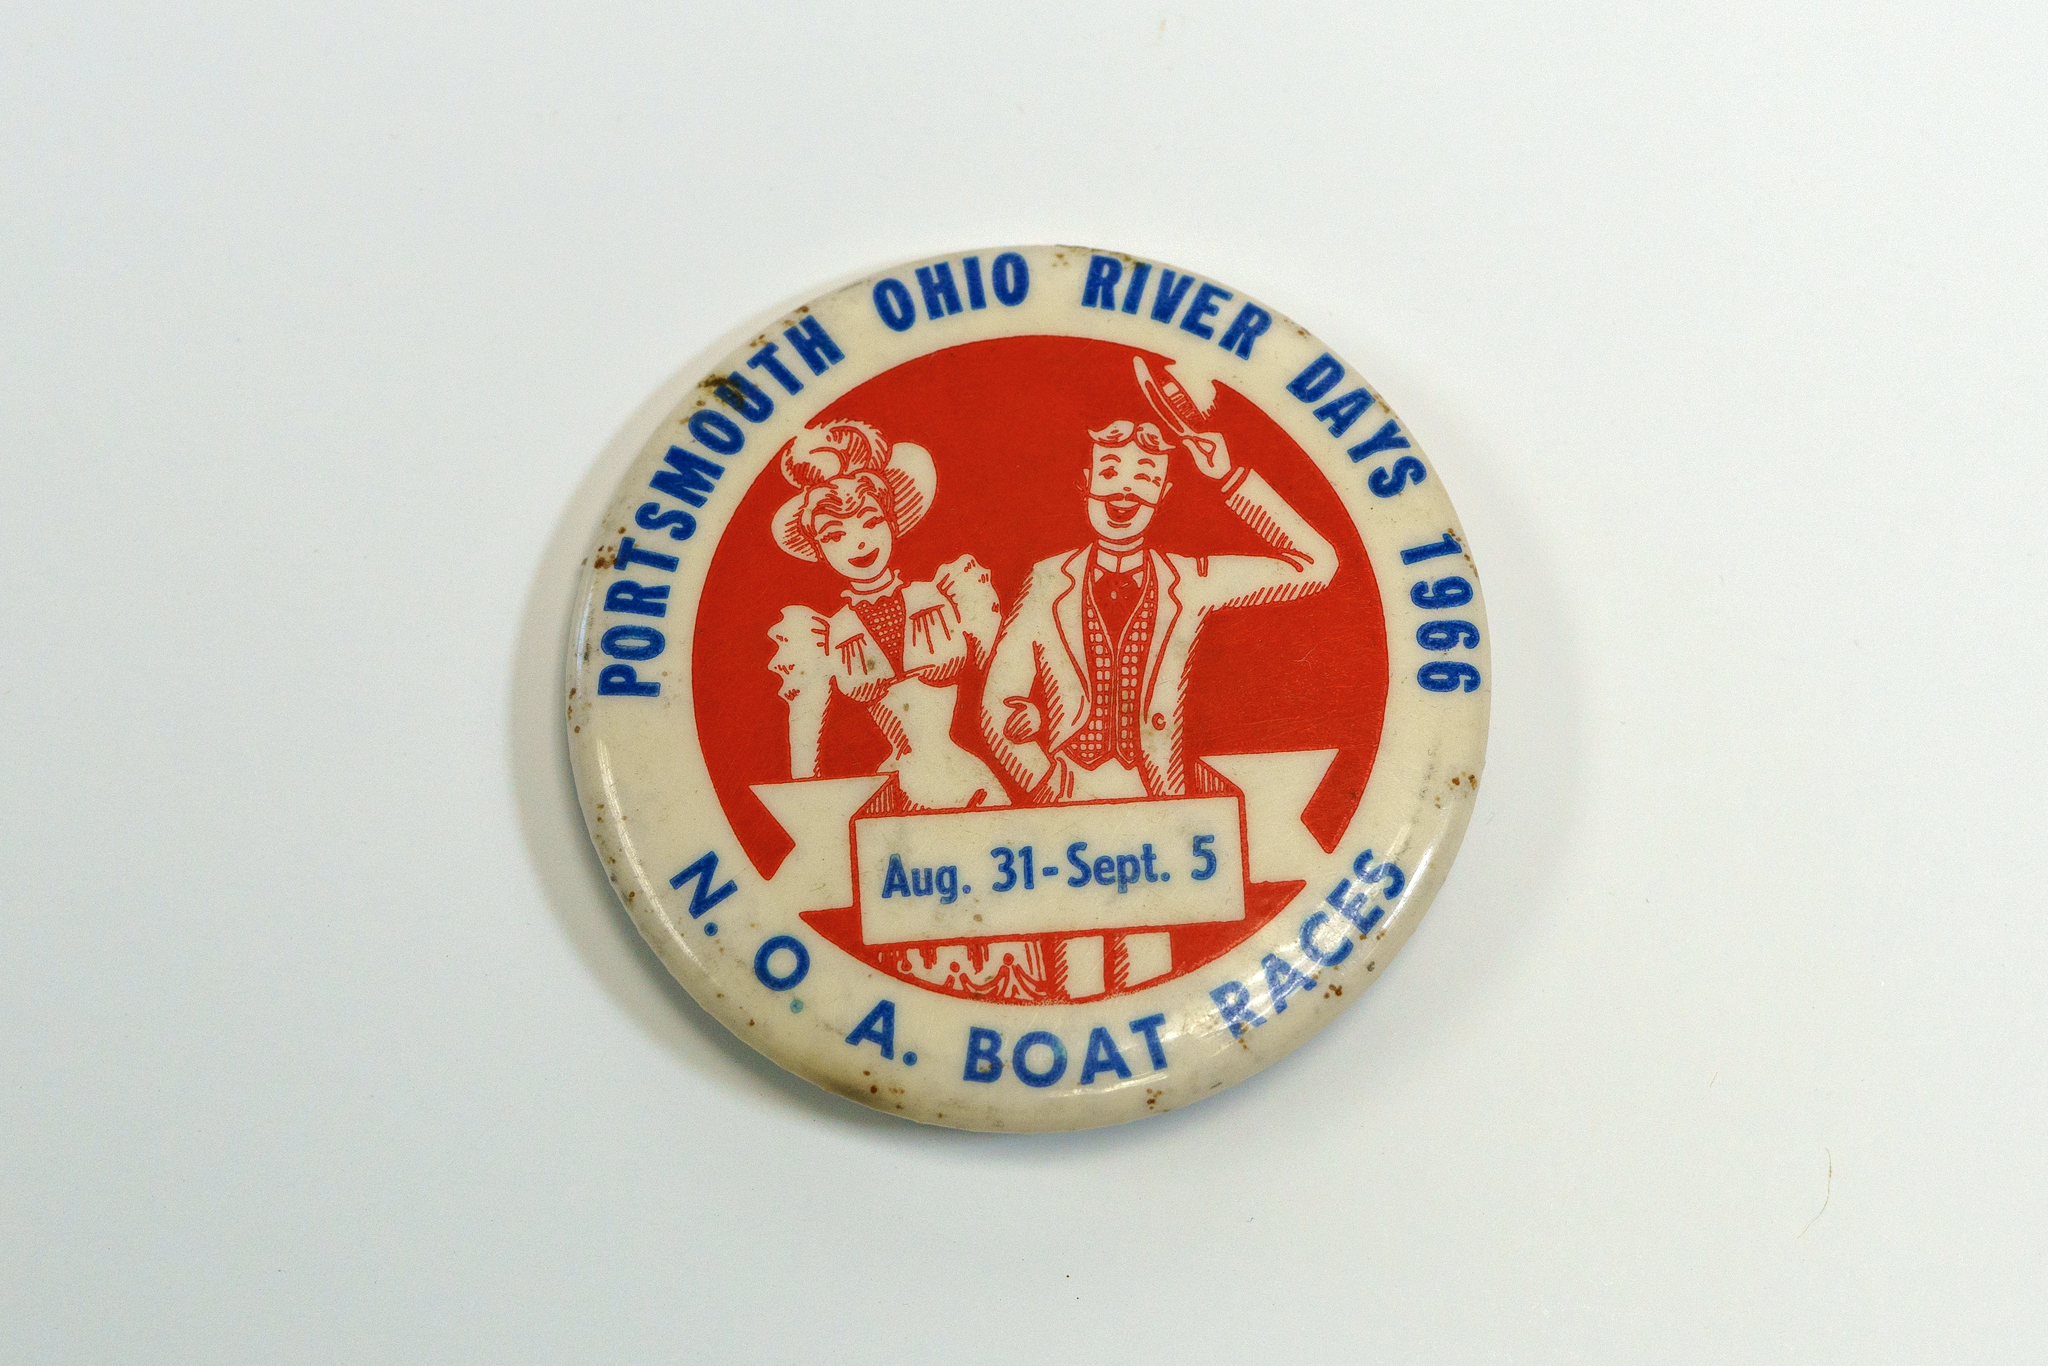 PORTSMOUTH OHIO RIVER DAYS 1966
Aug. 31-Sept. 5
N. O. A. BOAT RACES